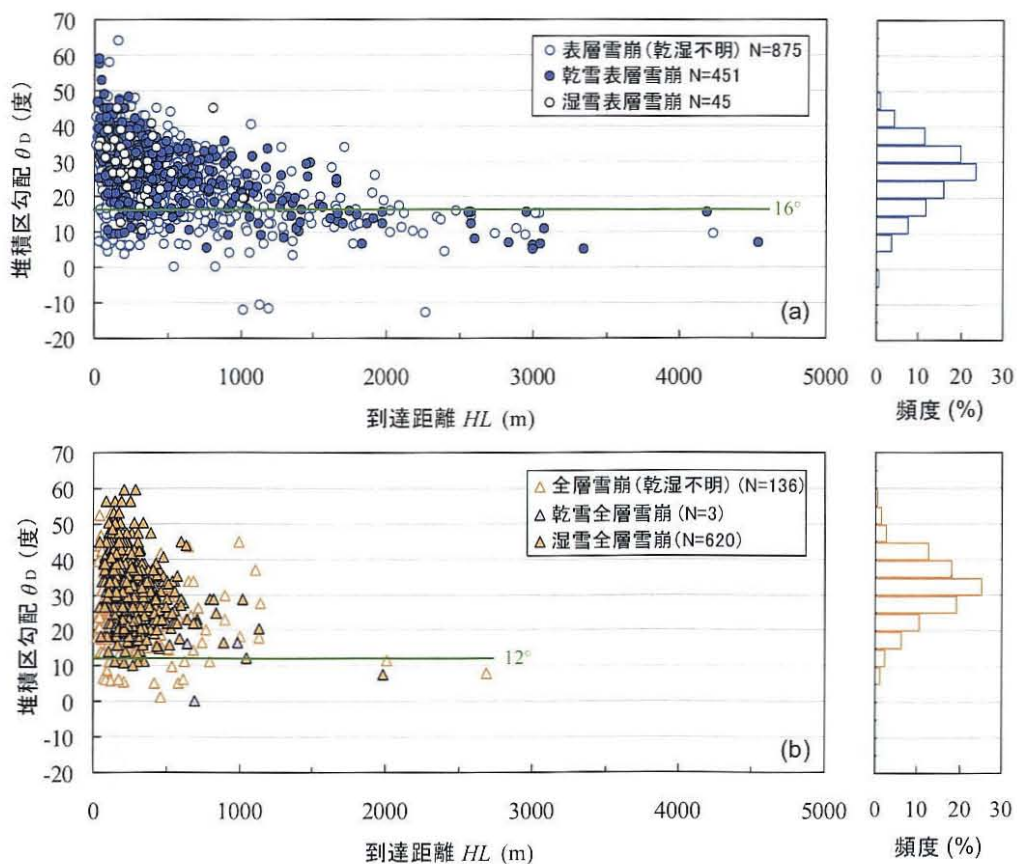 70
60
50
40
30
20
10
0
-10
-20
堆積区勾配 θD (度)
○ 表層雪崩(乾湿不明) N=875
● 乾雪表層雪崩 N=451
○ 湿雪表層雪崩 N=45
16°
(a)
0 1000 2000 3000 4000 5000
到達距離 HL (m)
0 10 20 30
頻度 (%)
70
60
50
40
30
20
10
0
-10
-20
堆積区勾配 θD (度)
△ 全層雪崩(乾湿不明) (N=136)
△ 乾雪全層雪崩 (N=3)
▲ 湿雪全層雪崩 (N=620)
12°
(b)
0 1000 2000 3000 4000 5000
到達距離 HL (m)
0 10 20 30
頻度 (%)